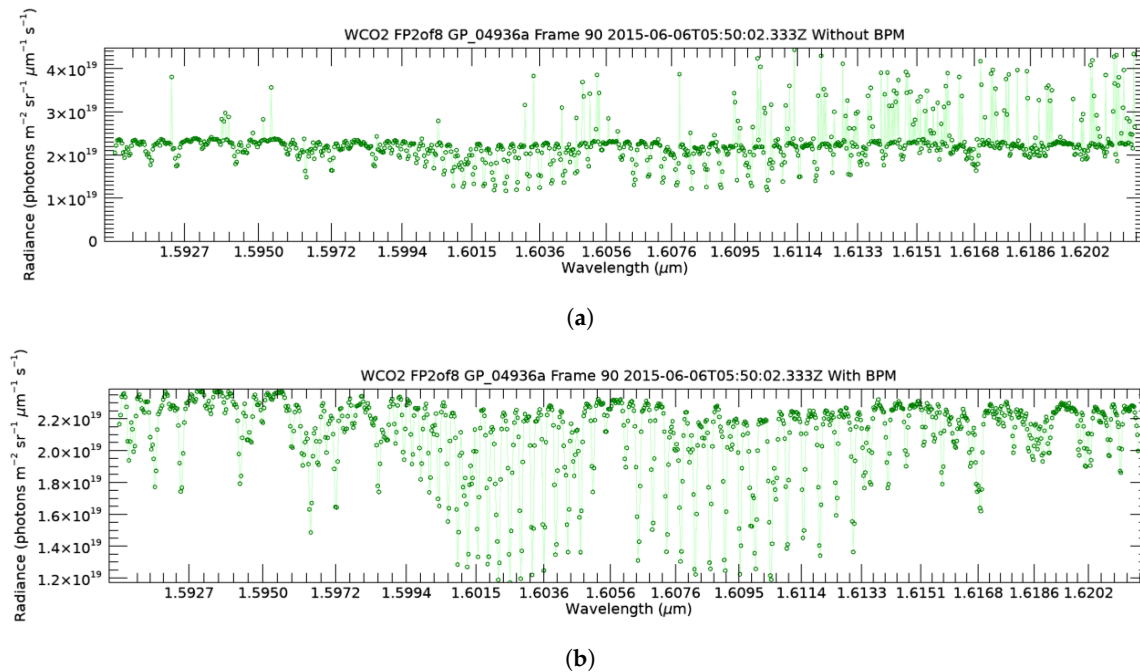 WCO2 FP2of8 GP_04936a Frame 90 2015-06-06T05:50:02.333Z Without BPM
Radiance (photons m⁻² sr⁻¹ μm⁻¹ s⁻¹)
4×10¹⁹
3×10¹⁹
2×10¹⁹
1×10¹⁹
0
1.5927 1.5950 1.5972 1.5994 1.6015 1.6036 1.6056 1.6076 1.6095 1.6114 1.6133 1.6151 1.6168 1.6186 1.6202
Wavelength (μm)
(a)
WCO2 FP2of8 GP_04936a Frame 90 2015-06-06T05:50:02.333Z With BPM
Radiance (photons m⁻² sr⁻¹ μm⁻¹ s⁻¹)
2.2×10¹⁹
2.0×10¹⁹
1.8×10¹⁹
1.6×10¹⁹
1.4×10¹⁹
1.2×10¹⁹
1.5927 1.5950 1.5972 1.5994 1.6015 1.6036 1.6056 1.6076 1.6095 1.6114 1.6133 1.6151 1.6168 1.6186 1.6202
Wavelength (μm)
(b)